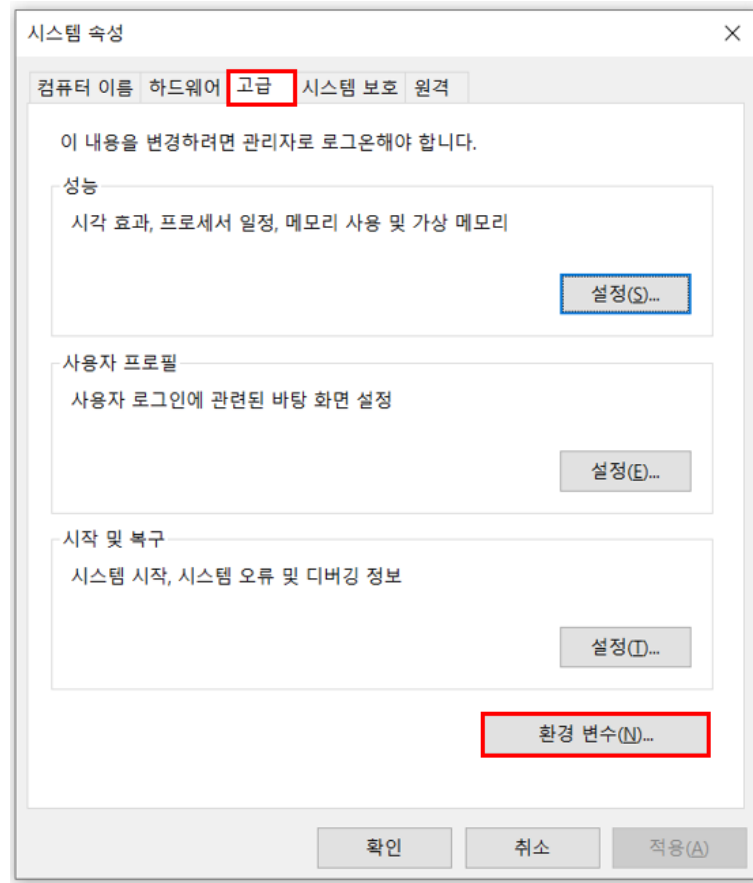 시스템 속성
컴퓨터 이름 하드웨어 고급 시스템 보호 원격
이 내용을 변경하려면 관리자로 로그온해야 합니다.
성능
시각 효과, 프로세서 일정, 메모리 사용 및 가상 메모리
설정(S)...
사용자 프로필
사용자 로그인에 관련된 바탕 화면 설정
설정(E)...
시작 및 복구
시스템 시작, 시스템 오류 및 디버깅 정보
설정(T)...
환경 변수(N)...
확인 취소 적용(A)